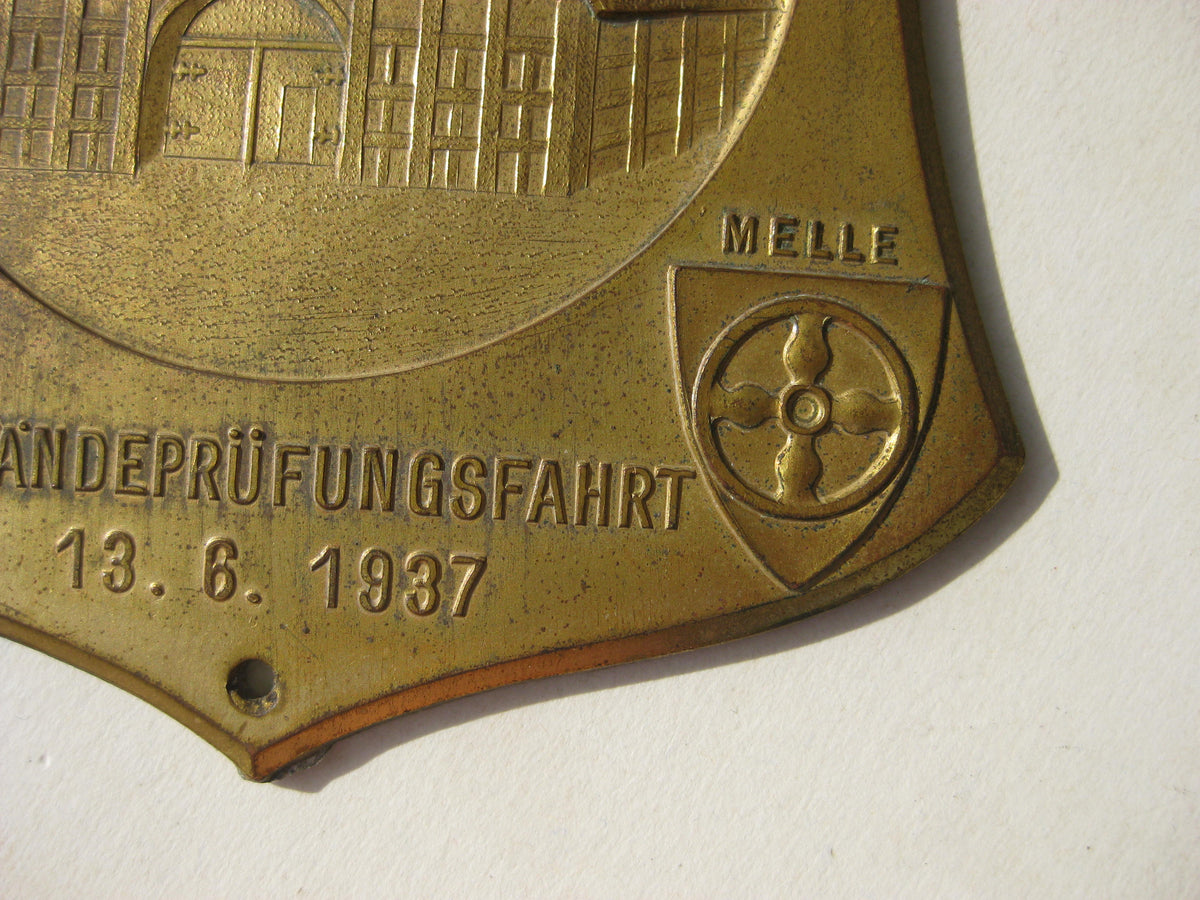 MELLE
ÄNDEPRÜFUNGSFAHRT
13. 6. 1937